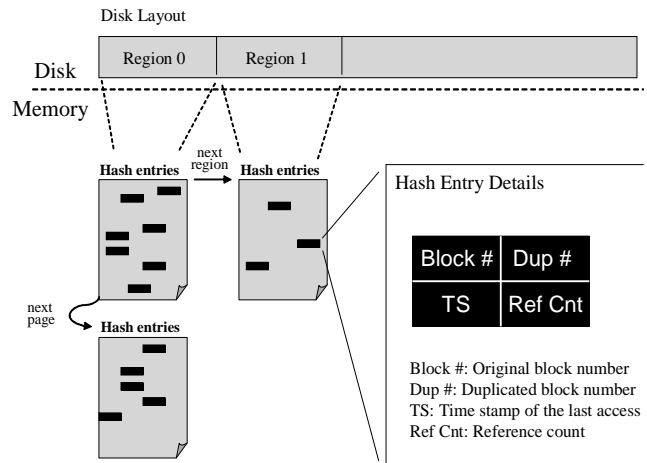 Disk Layout
Region 0
Region 1
Disk
Memory
next
region
Hash entries
Hash entries
Hash Entry Details
Block #
Dup #
TS
Ref Cnt
next
page
Hash entries
Block #: Original block number
Dup #: Duplicated block number
TS: Time stamp of the last access
Ref Cnt: Reference count